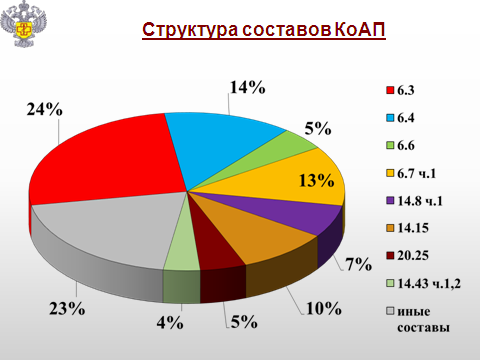 Структура составов КоАП
14%
24%
5%
13%
7%
10%
5%
4%
23%
6.3
6.4
6.6
6.7 ч.1
14.8 ч.1
14.15
20.25
14.43 ч.1,2
иные
составы